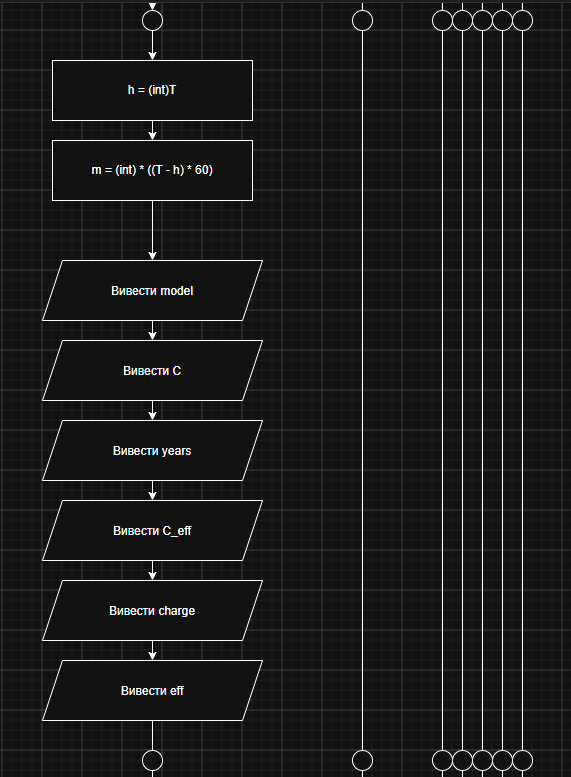 h = (int)T
m = (int) * ((T - h) * 60)
Вивести model
Вивести C
Вивести years
Вивести C_eff
Вивести charge
Вивести eff